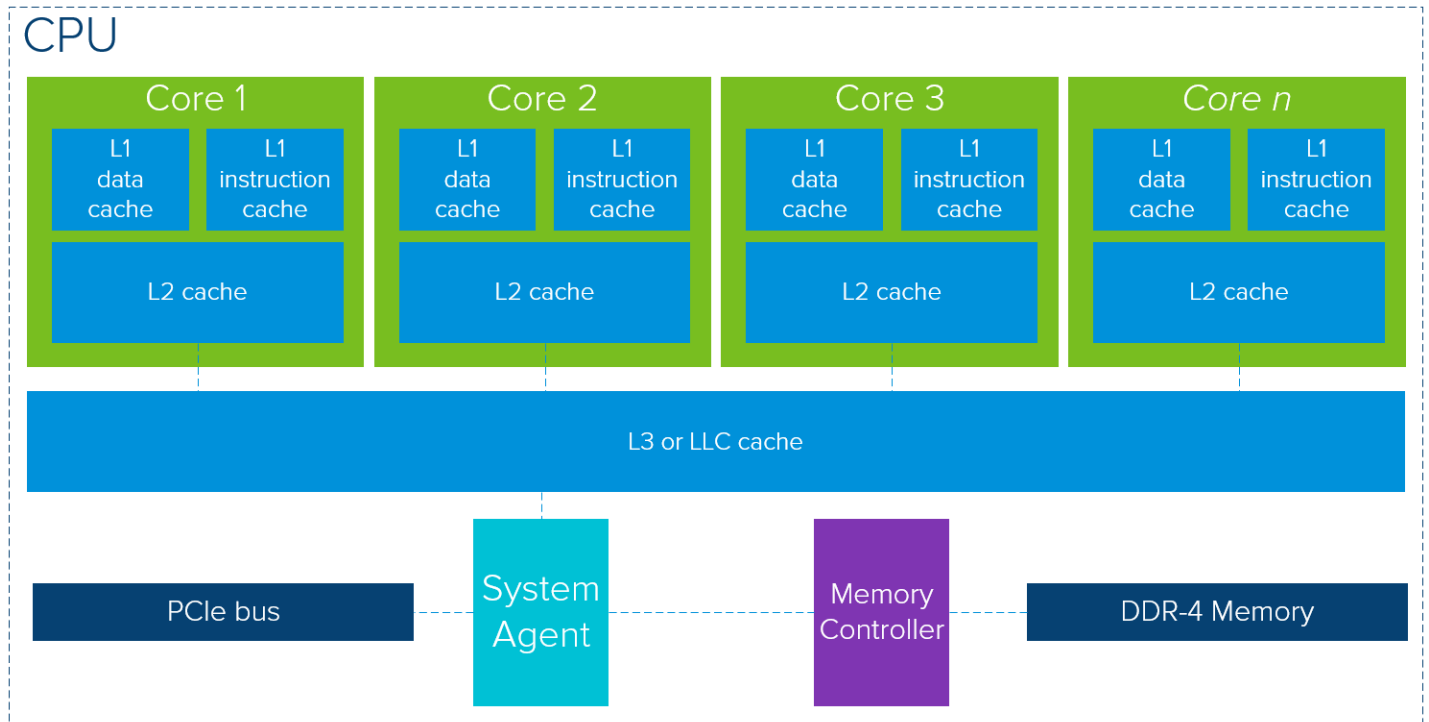 CPU
Core 1
L1
data
cache
L1
instruction
cache
L2 cache
Core 2
L1
data
cache
L1
instruction
cache
L2 cache
Core 3
L1
data
cache
L1
instruction
cache
L2 cache
Core n
L1
data
cache
L1
instruction
cache
L2 cache
L3 or LLC cache
PCIe bus
System
Agent
Memory
Controller
DDR-4 Memory